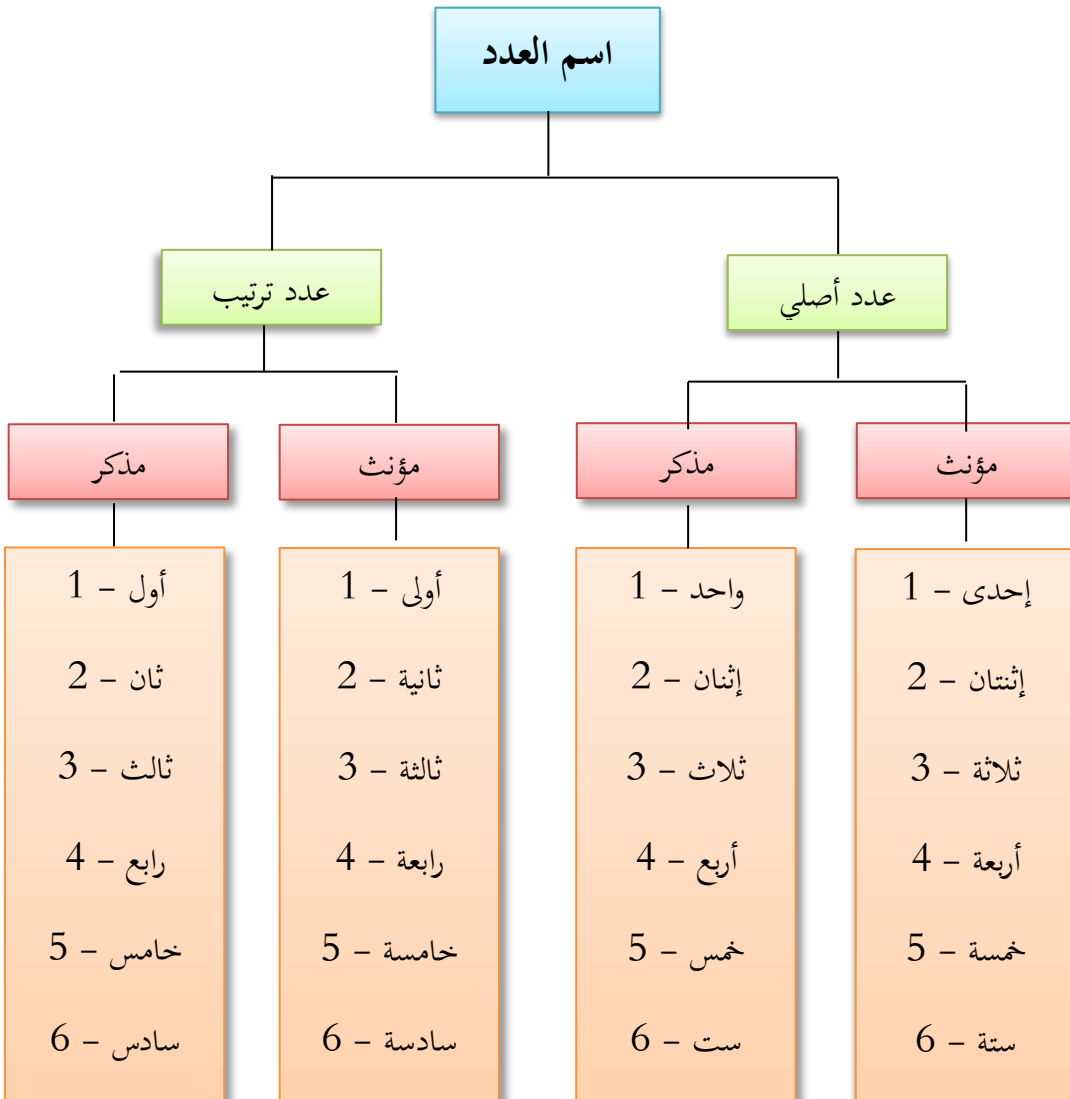 اسم العدد
عدد أصلي
عدد ترتيب
مؤنث
مذكر
مؤنث
مذكر
إحدى – 1
إثنتان – 2
ثلاثة – 3
أربعة – 4
خمسة – 5
ستة – 6
واحد – 1
إثنان – 2
ثلاث – 3
أربع – 4
خمس – 5
ست – 6
أولى – 1
ثانية – 2
ثالثة – 3
رابعة – 4
خامسة – 5
سادسة – 6
أول – 1
ثان – 2
ثالث – 3
رابع – 4
خامس – 5
سادس – 6